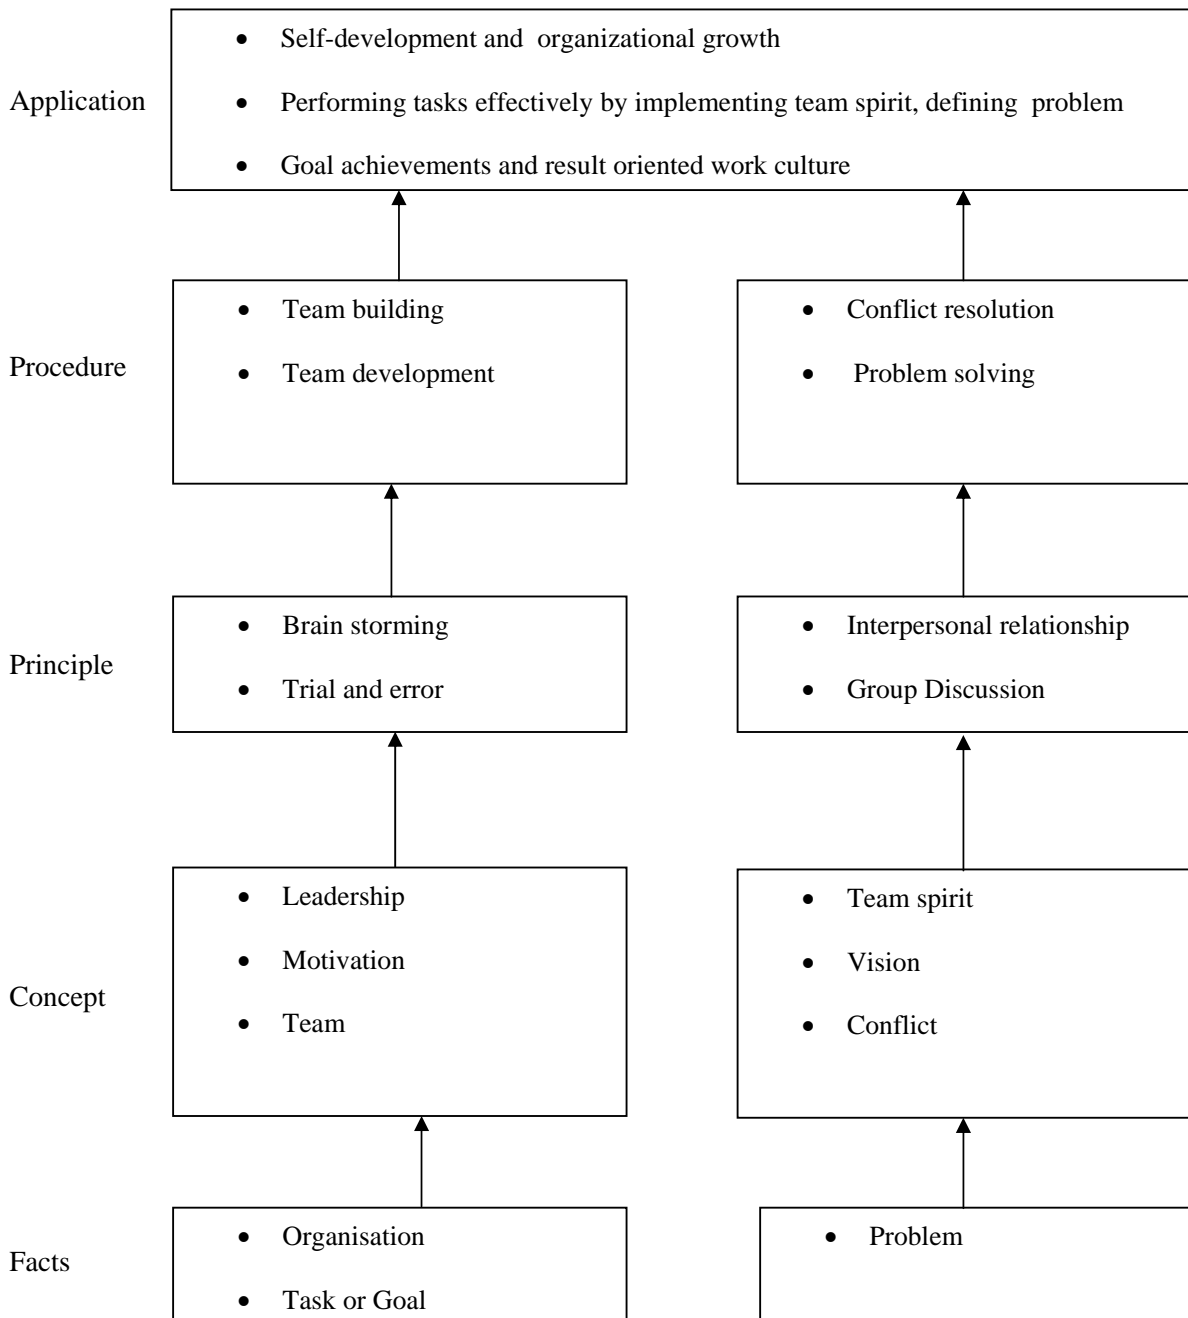 Application
• Self-development and  organizational growth
• Performing tasks effectively by implementing team spirit, defining  problem
• Goal achievements and result oriented work culture
Procedure
• Team building
• Team development
• Conflict resolution
• Problem solving
Principle
• Brain storming
• Trial and error
• Interpersonal relationship
• Group Discussion
Concept
• Leadership
• Motivation
• Team
• Team spirit
• Vision
• Conflict
Facts
• Organisation
• Task or Goal
• Problem